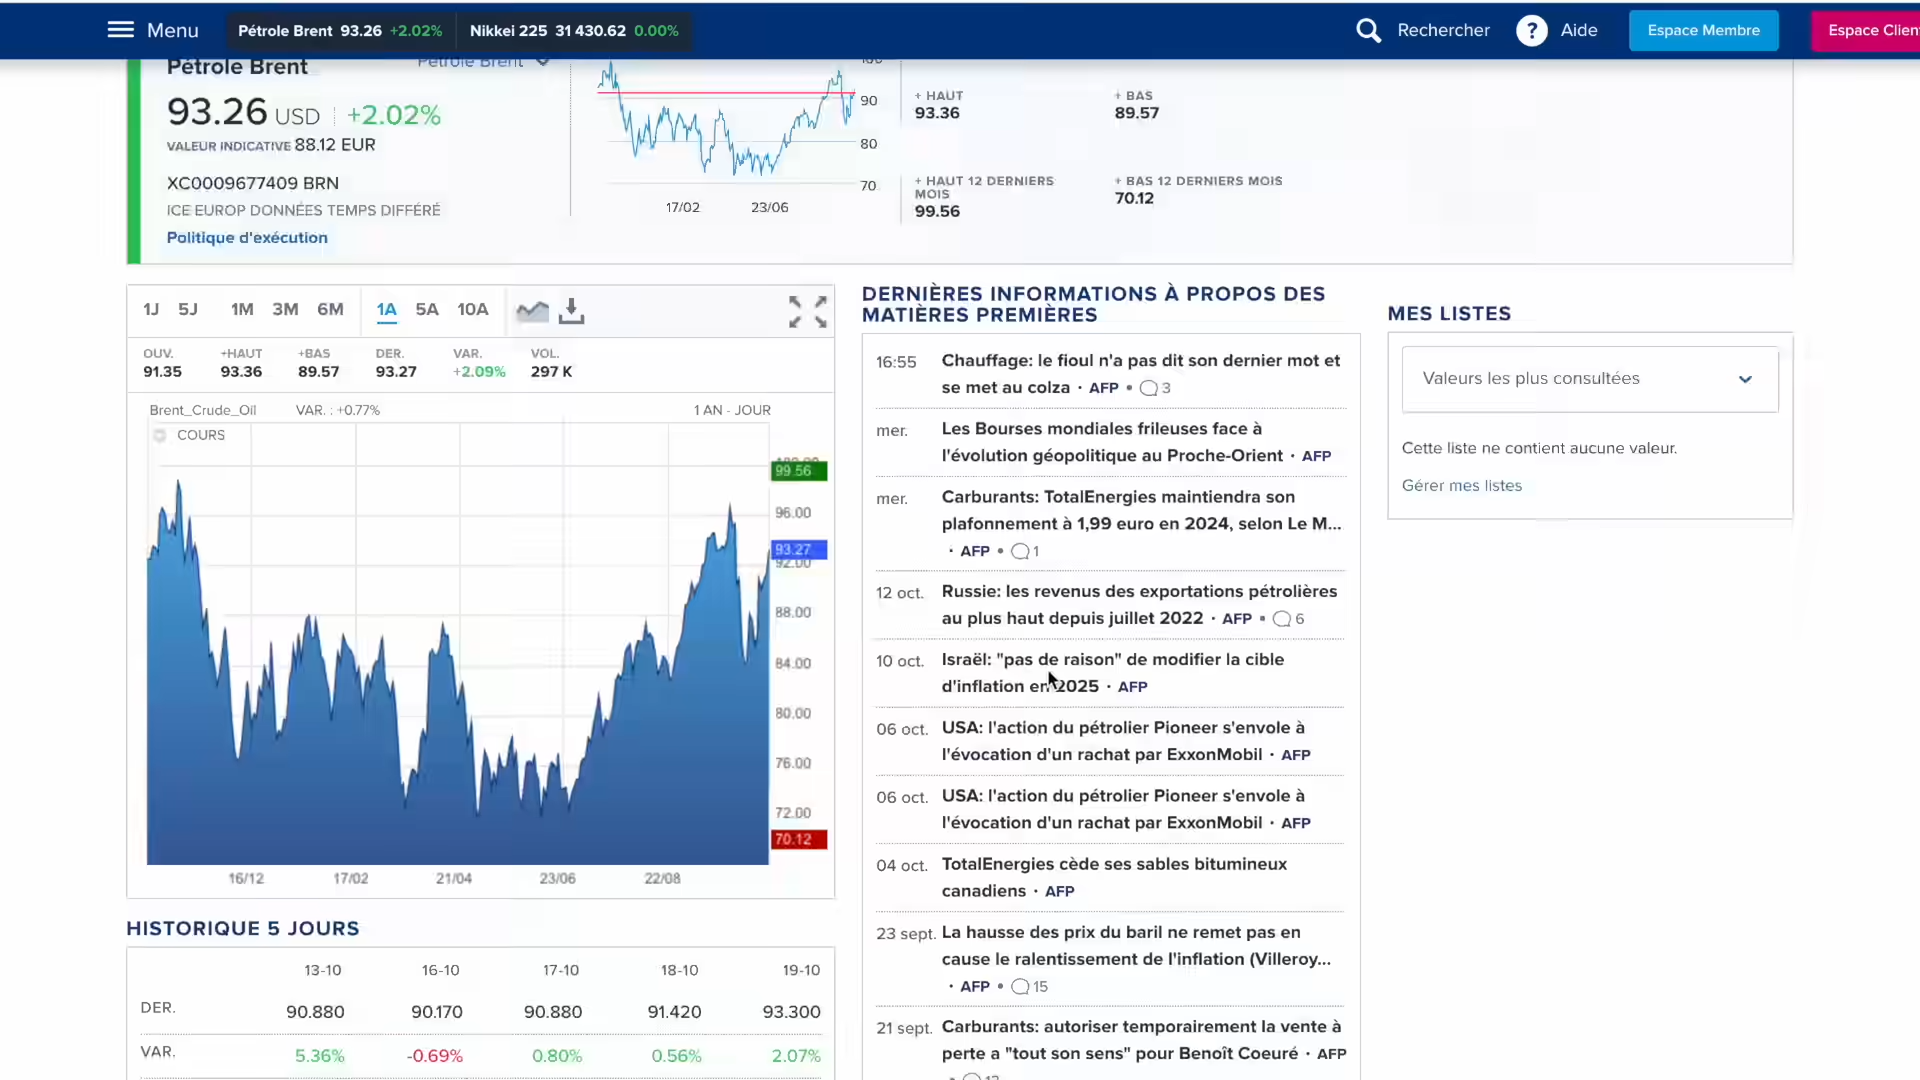 Menu
Pétrole Brent 93.26 +2.02%
Nikkei 225 31 430.62 0.00%
Rechercher
Aide
Espace Membre
Espace Clien
Pétrole Brent
Pétrole Brent
93.26 USD +2.02%
VALEUR INDICATIVE 88.12 EUR
XC0009677409 BRN
ICE EUROP DONNÉES TEMPS DIFFÉRÉ
Politique d'exécution
100
90
80
70
17/02 23/06
+ HAUT
93.36
+ BAS
89.57
+ HAUT 12 DERNIERS
MOIS
99.56
+ BAS 12 DERNIERS MOIS
70.12
1J 5J 1M 3M 6M 1A 5A 10A
OUV. +HAUT +BAS DER. VAR. VOL.
91.35 93.36 89.57 93.27 +2.09% 297 K
Brent_Crude_Oil VAR. : +0.77% 1 AN - JOUR
COURS
99.56
96.00
93.27
92.00
88.00
84.00
80.00
76.00
72.00
70.12
16/12 17/02 21/04 23/06 22/08
HISTORIQUE 5 JOURS
13-10 16-10 17-10 18-10 19-10
DER. 90.880 90.170 90.880 91.420 93.300
VAR. 5.36% -0.69% 0.80% 0.56% 2.07%
DERNIÈRES INFORMATIONS À PROPOS DES
MATIÈRES PREMIÈRES
16:55 Chauffage: le fioul n'a pas dit son dernier mot et
se met au colza · AFP • 3
mer. Les Bourses mondiales frileuses face à
l'évolution géopolitique au Proche-Orient · AFP
mer. Carburants: TotalEnergies maintiendra son
plafonnement à 1,99 euro en 2024, selon Le M...
· AFP • 1
12 oct. Russie: les revenus des exportations pétrolières
au plus haut depuis juillet 2022 · AFP • 6
10 oct. Israël: "pas de raison" de modifier la cible
d'inflation en 2025 · AFP
06 oct. USA: l'action du pétrolier Pioneer s'envole à
l'évocation d'un rachat par ExxonMobil · AFP
06 oct. USA: l'action du pétrolier Pioneer s'envole à
l'évocation d'un rachat par ExxonMobil · AFP
04 oct. TotalEnergies cède ses sables bitumineux
canadiens · AFP
23 sept. La hausse des prix du baril ne remet pas en
cause le ralentissement de l'inflation (Villeroy...
· AFP • 15
21 sept. Carburants: autoriser temporairement la vente à
perte a "tout son sens" pour Benoît Coeuré · AFP
MES LISTES
Valeurs les plus consultées
Cette liste ne contient aucune valeur.
Gérer mes listes